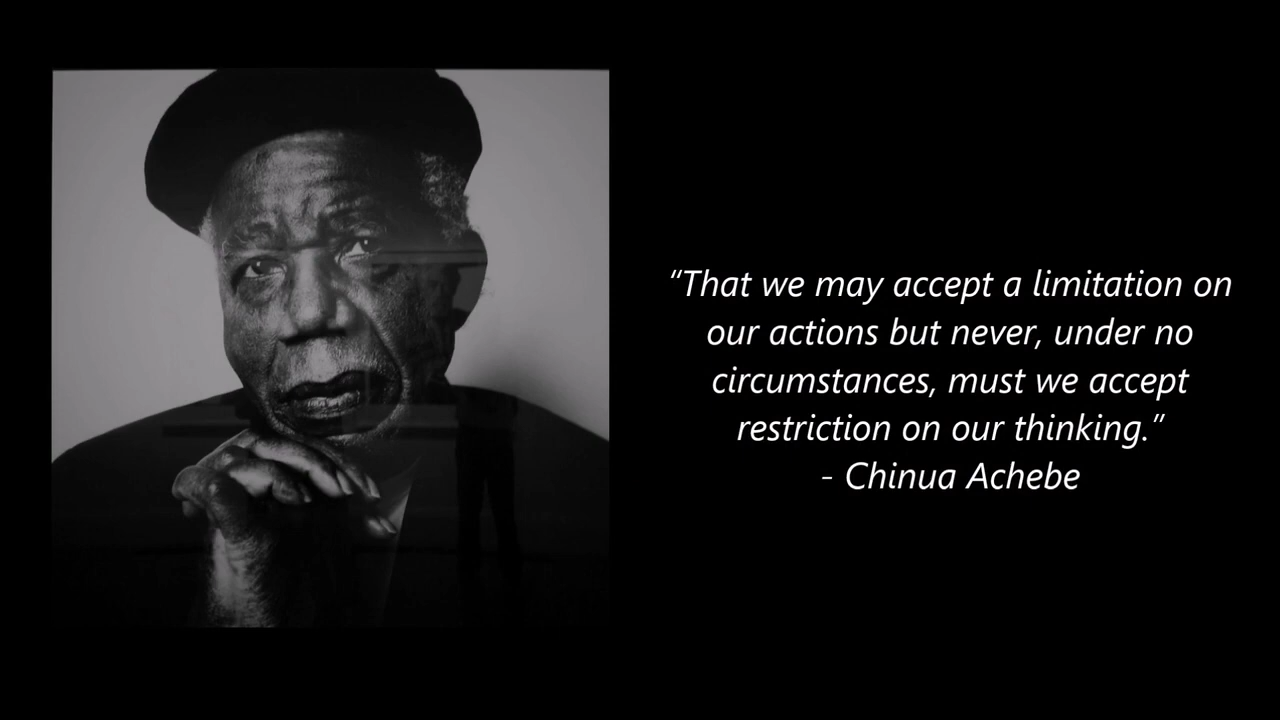 “That we may accept a limitation on
our actions but never, under no
circumstances, must we accept
restriction on our thinking.”
- Chinua Achebe